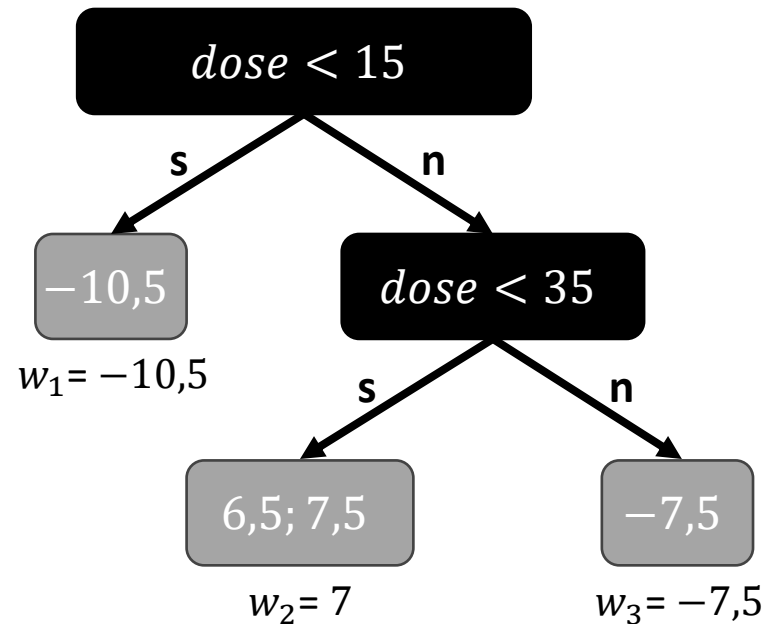 dose < 15
s
n
−10,5
dose < 35
w₁= −10,5
s
n
6,5; 7,5
−7,5
w₂= 7
w₃= −7,5